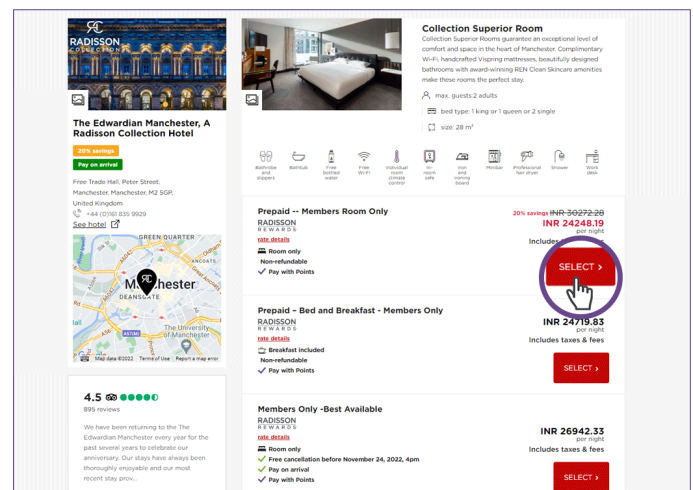 RADISSON
COLLECTION
The Edwardian Manchester, A
Radisson Collection Hotel
20% savings
Pay on arrival
Free Trade Hall, Peter Street,
Manchester, Manchester, M2 5GP,
United Kingdom
+44 (0)161 835 9929
See hotel
GREEN QUARTER
ANCOATS
Manchester
DEANSGATE
A57(M)
The University
of Manchester
Map data ©2022 Terms of Use Report a map error
4.5
895 reviews
We have been returning to the The
Edwardian Manchester every year for the
past several years to celebrate our
anniversary. Our stays have always been
thoroughly enjoyable and our most
recent stay prov...
Collection Superior Room
Collection Superior Rooms guarantee an exceptional level of
comfort and space in the heart of Manchester. Complimentary
Wi-Fi, handcrafted Vispring mattresses, beautifully designed
bathrooms with award-winning REN Clean Skincare amenities
make these rooms the perfect stay.
max. guests:2 adults
bed type: 1 king or 1 queen or 2 single
size: 28 m²
Bathrobe and slippers
Bathtub
Free bottled water
Free Wi-Fi
Individual room climate control
In-room safe
Iron and ironing board
Minibar
Professional hair dryer
Shower
Work desk
Prepaid -- Members Room Only
RADISSON
REWARDS
rate details
Room only
Non-refundable
Pay with Points
20% savings INR 30272.28
INR 24248.19
per night
Includes taxes & fees
SELECT >
Prepaid – Bed and Breakfast - Members Only
RADISSON
REWARDS
rate details
Breakfast included
Non-refundable
Pay with Points
INR 24719.83
per night
Includes taxes & fees
SELECT >
Members Only -Best Available
RADISSON
REWARDS
rate details
Room only
Free cancellation before November 24, 2022, 4pm
Pay on arrival
Pay with Points
INR 26942.33
per night
Includes taxes & fees
SELECT >